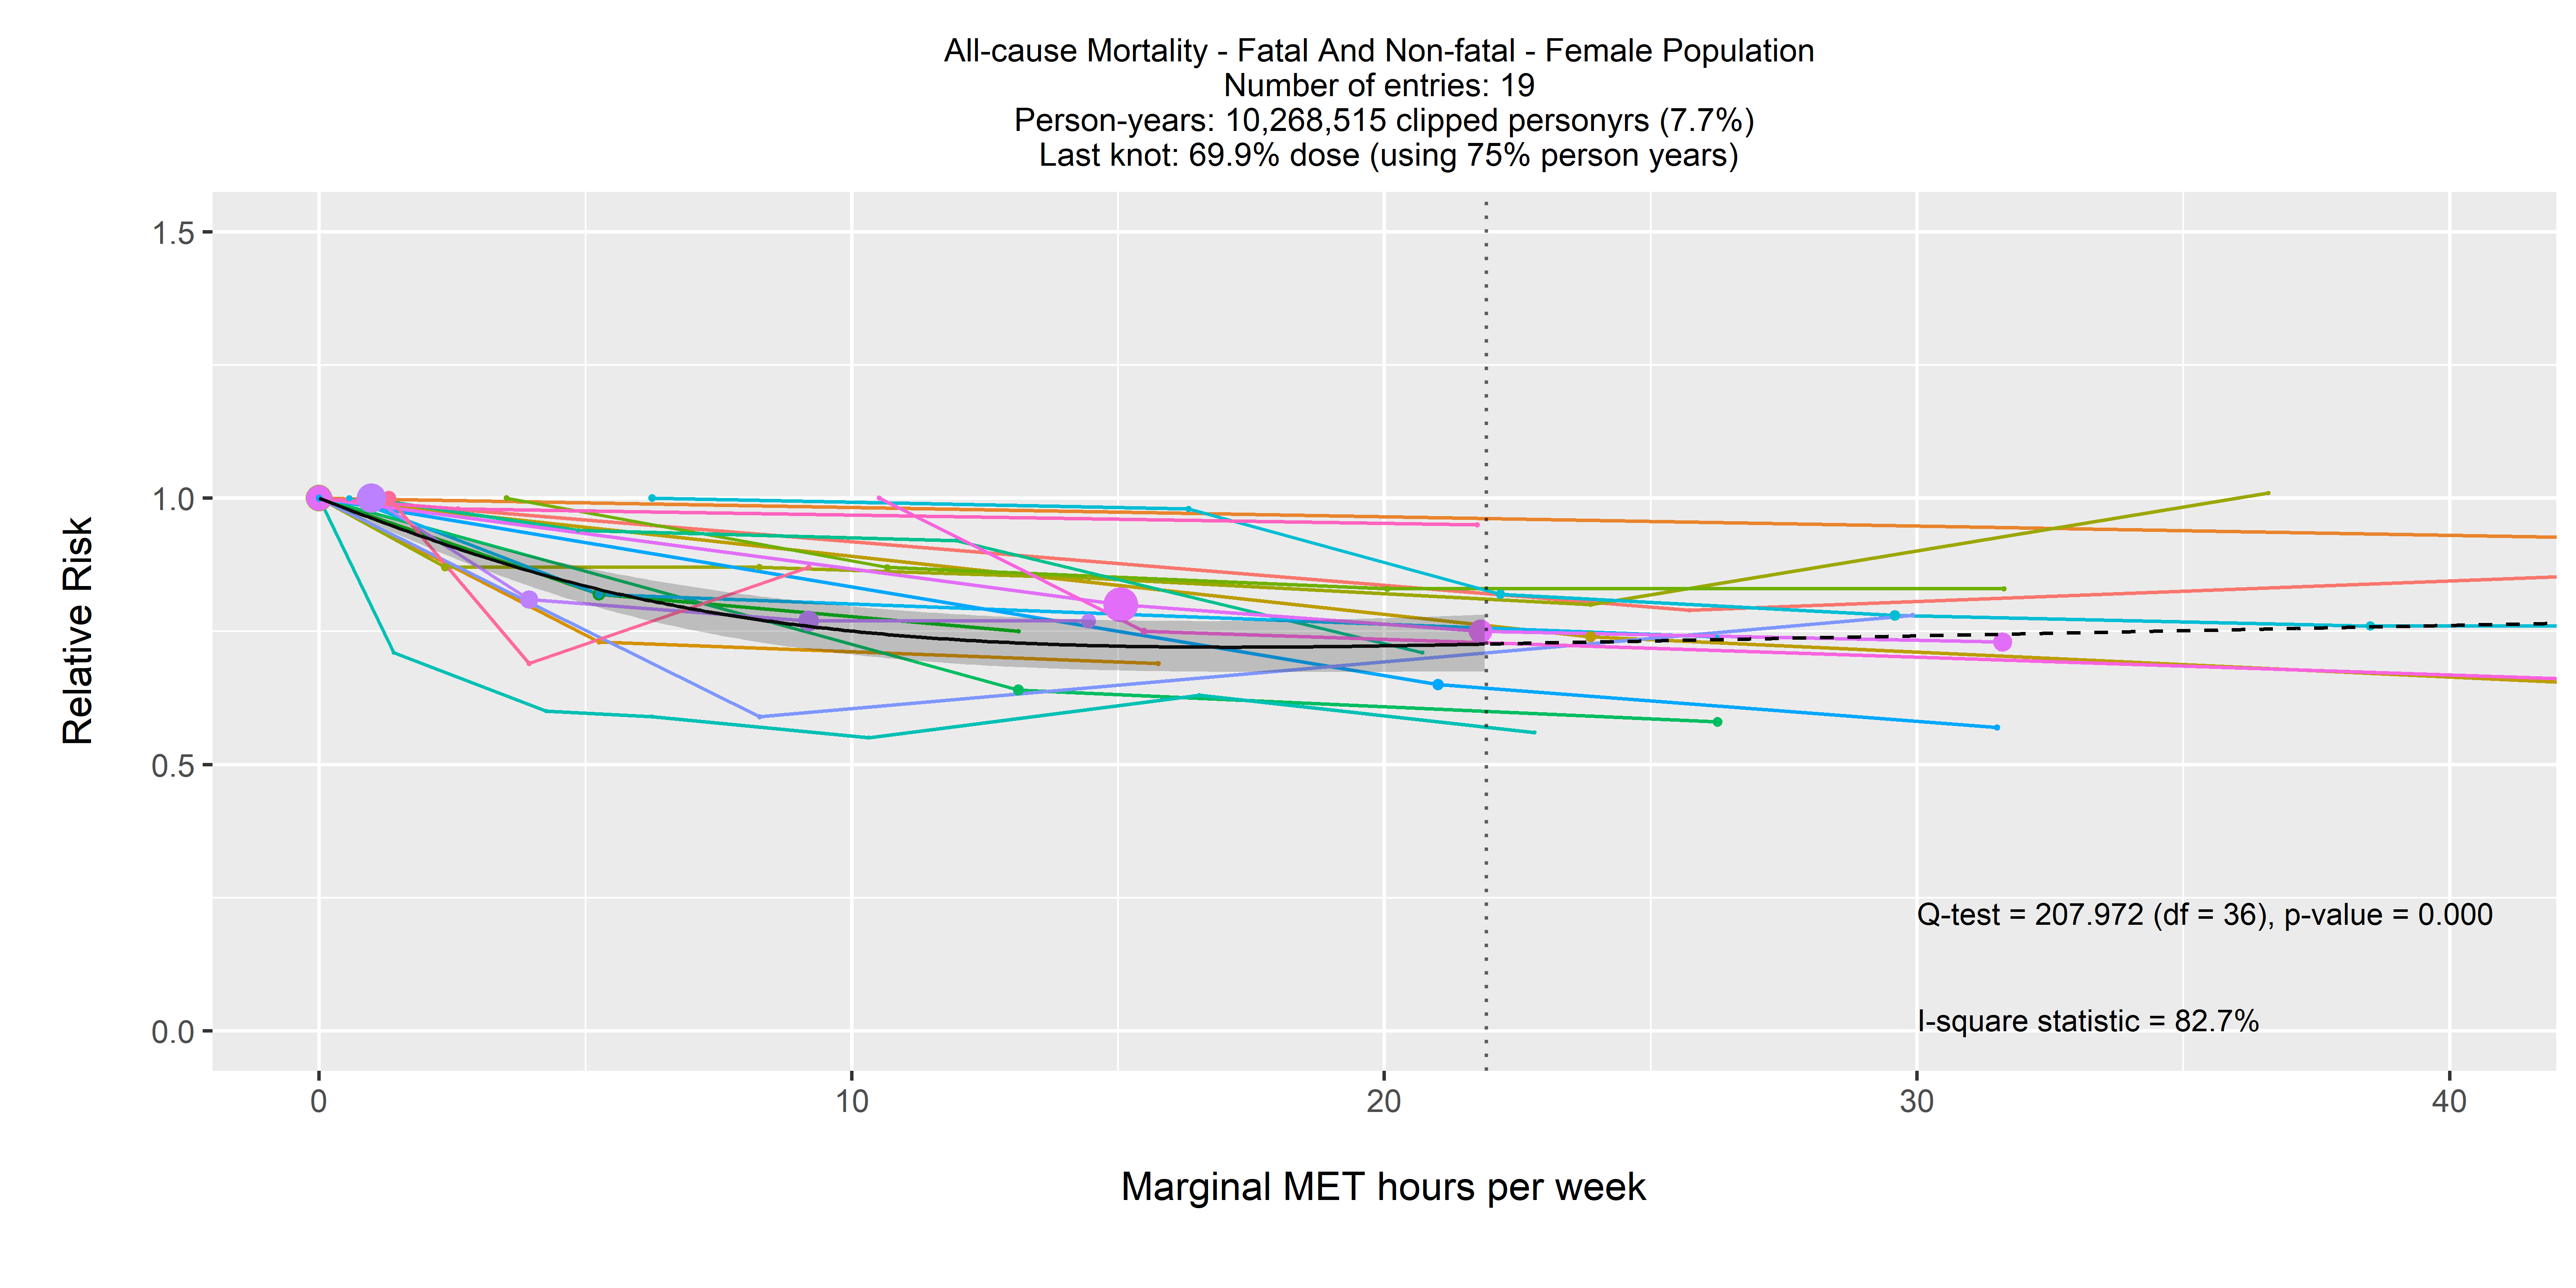 All-cause Mortality - Fatal And Non-fatal - Female Population
Number of entries: 19
Person-years: 10,268,515 clipped personyrs (7.7%)
Last knot: 69.9% dose (using 75% person years)
1.5
1.0
0.5
0.0
Relative Risk
Q-test = 207.972 (df = 36), p-value = 0.000
I-square statistic = 82.7%
0 10 20 30 40
Marginal MET hours per week